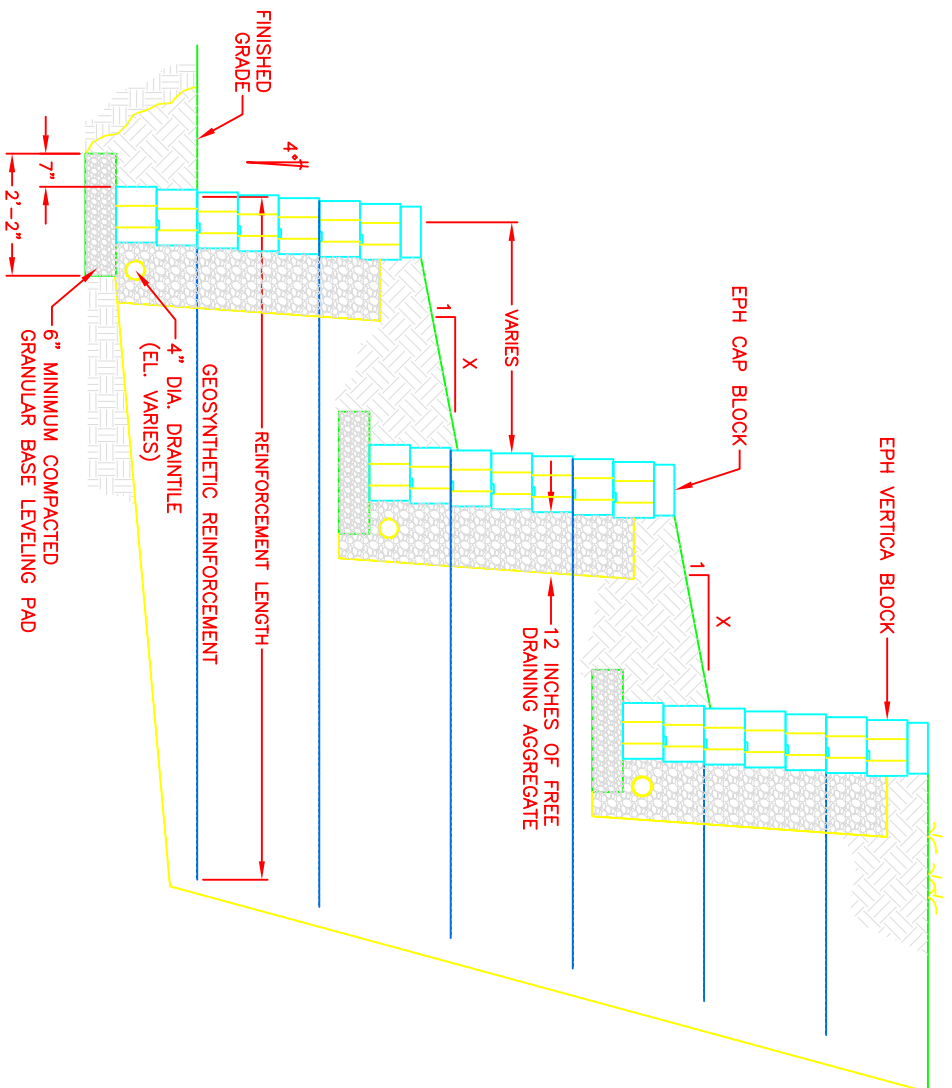 EPH VERTICA BLOCK
EPH CAP BLOCK
VARIES
1
X
1
X
12 INCHES OF FREE
DRAINING AGGREGATE
4°
FINISHED
GRADE
REINFORCEMENT LENGTH
GEOSYNTHETIC REINFORCEMENT
4" DIA. DRAINTILE
(EL. VARIES)
7"
2'-2"
6" MINIMUM COMPACTED
GRANULAR BASE LEVELING PAD